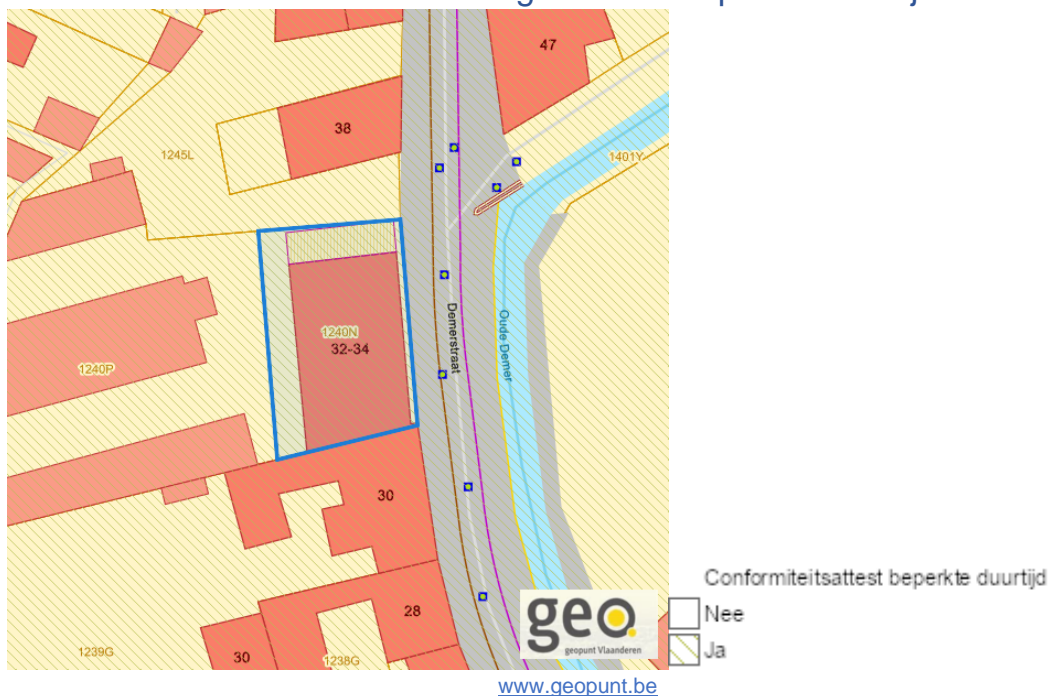 47
38
1245L
1401Y
1240N
32-34
Demerstraat
Oude Demer
1240P
30
28
30
1239G
1238G
geo.
geopunt Vlaanderen
Conformiteitsattest beperkte duurtijd
Nee
Ja
www.geopunt.be